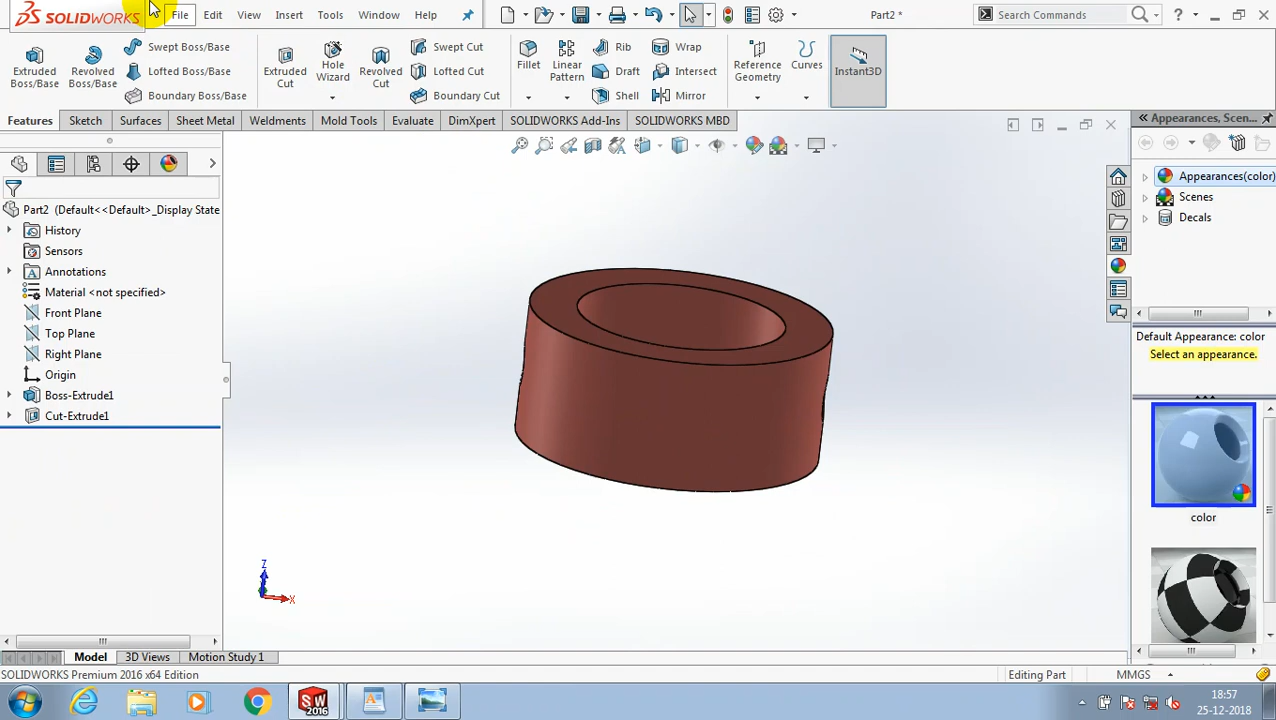 SOLIDWORKS File Edit View Insert Tools Window Help Part2 * Search Commands ?
Extruded Boss/Base
Revolved Boss/Base
Swept Boss/Base
Lofted Boss/Base
Boundary Boss/Base
Extruded Cut
Hole Wizard
Revolved Cut
Swept Cut
Lofted Cut
Boundary Cut
Fillet
Linear Pattern
Rib
Draft
Shell
Wrap
Intersect
Mirror
Reference Geometry
Curves
Instant3D
Features Sketch Surfaces Sheet Metal Weldments Mold Tools Evaluate DimXpert SOLIDWORKS Add-Ins SOLIDWORKS MBD
Part2 (Default<<Default>_Display State
History
Sensors
Annotations
Material <not specified>
Front Plane
Top Plane
Right Plane
Origin
Boss-Extrude1
Cut-Extrude1
Z
X
Appearances, Scen...
Appearances(color)
Scenes
Decals
Default Appearance: color
Select an appearance.
color
Model 3D Views Motion Study 1
SOLIDWORKS Premium 2016 x64 Edition Editing Part MMGS
SW
2016
18:57
25-12-2018